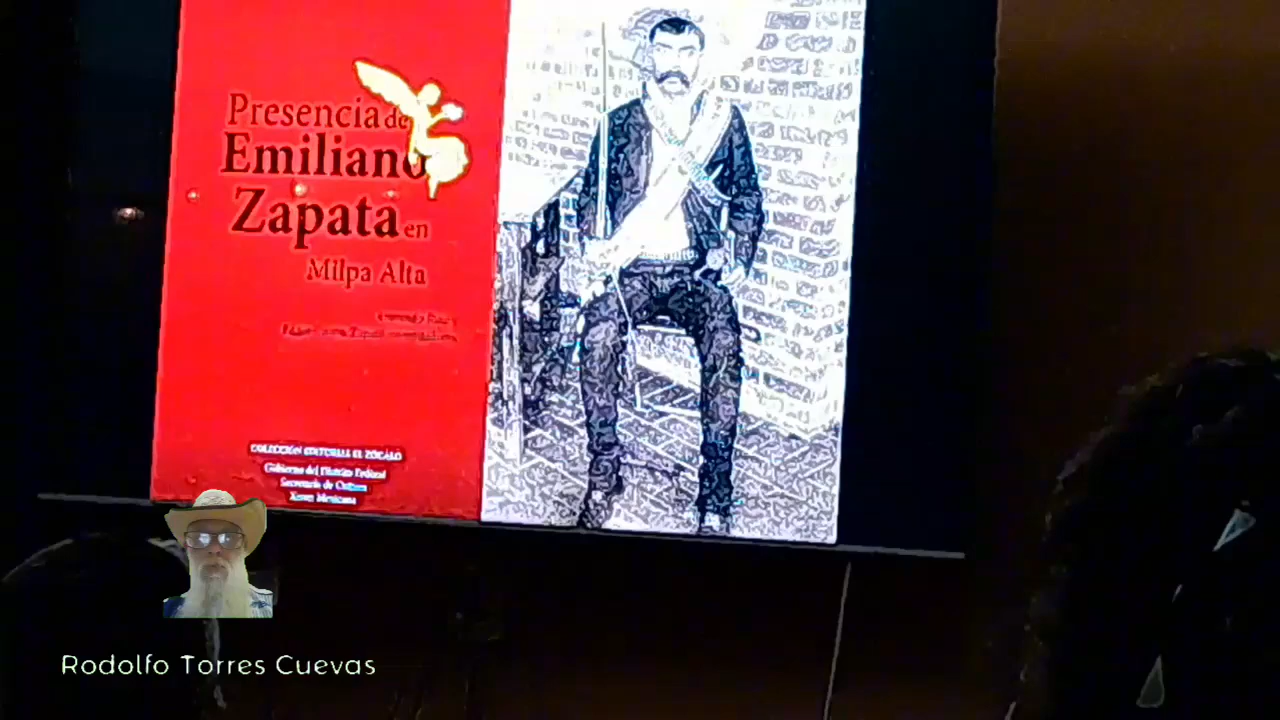 Presencia de
Emiliano
Zapata en
Milpa Alta
COLECCIÓN EDITORIAL EL ZÓCALO
Gobierno del Distrito Federal
Secretaría de Cultura
Rodolfo Torres Cuevas